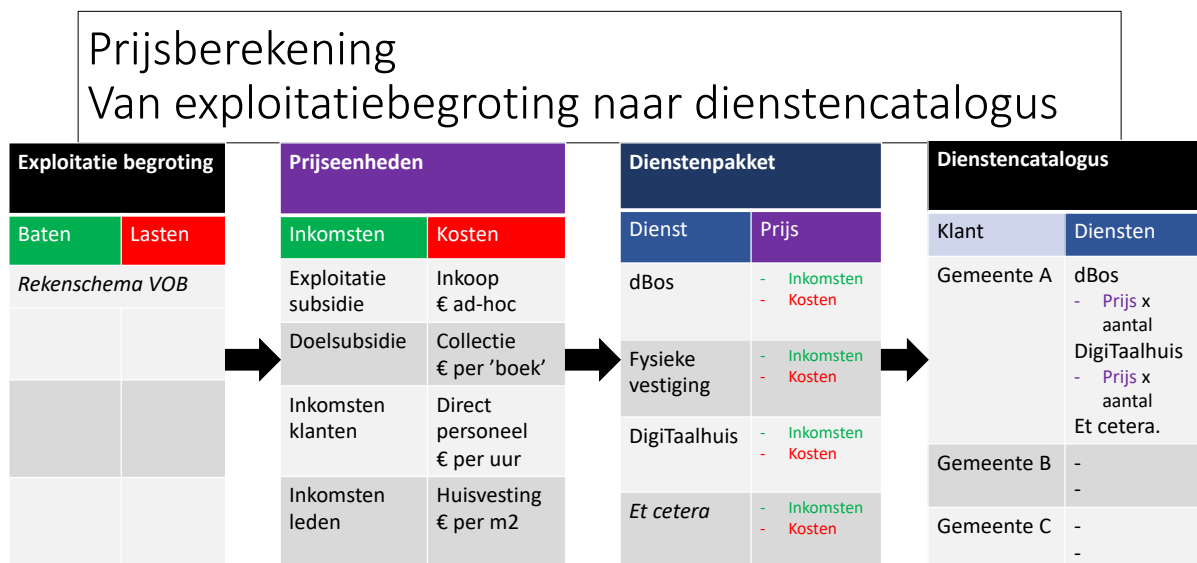 Prijsberekening
Van exploitatiebegroting naar dienstencatalogus
Exploitatie begroting
Baten
Lasten
Rekenschema VOB
Prijseenheden
Inkomsten
Kosten
Exploitatie
subsidie
Inkoop
€ ad-hoc
Doelsubsidie
Collectie
€ per ’boek’
Inkomsten
klanten
Direct
personeel
€ per uur
Inkomsten
leden
Huisvesting
€ per m2
Dienstenpakket
Dienst
Prijs
dBos
- Inkomsten
- Kosten
Fysieke
vestiging
- Inkomsten
- Kosten
DigiTaalhuis
- Inkomsten
- Kosten
Et cetera
- Inkomsten
- Kosten
Dienstencatalogus
Klant
Diensten
Gemeente A
dBos
- Prijs x
aantal
DigiTaalhuis
- Prijs x
aantal
Et cetera.
Gemeente B
-
-
Gemeente C
-
-